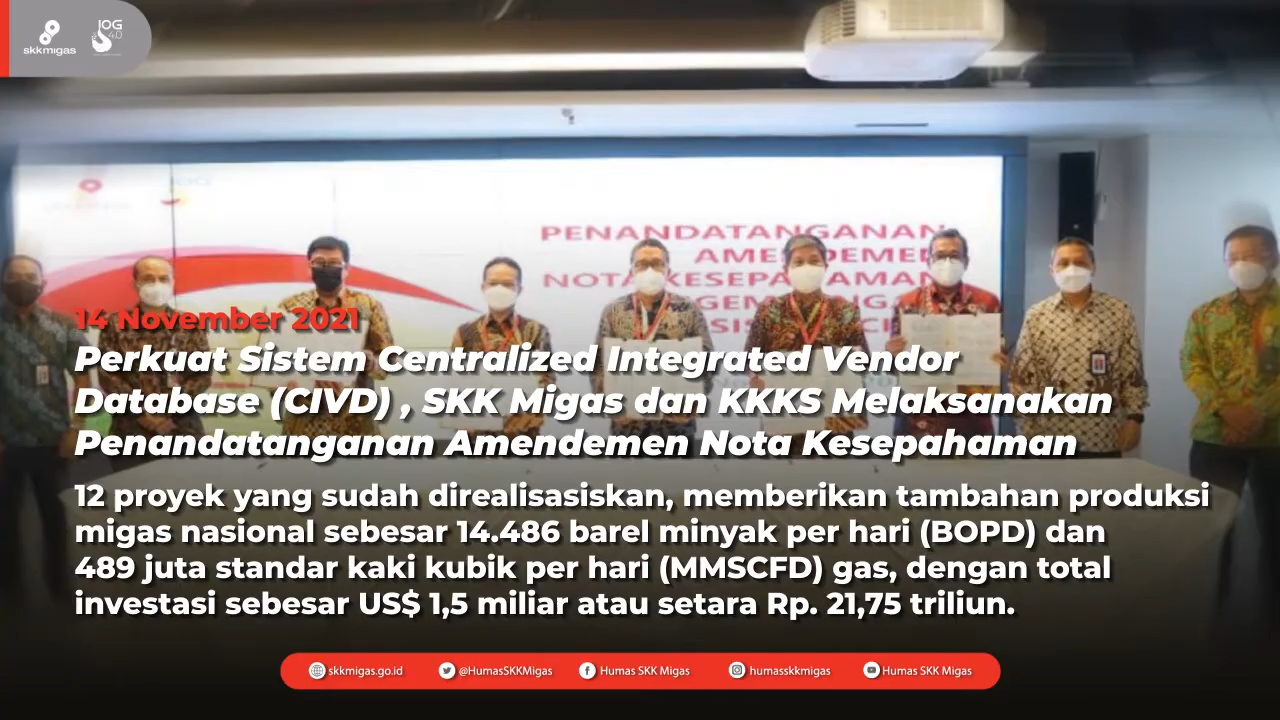 skkmigas
IOG
4.0
PENANDATANGANAN
NOTA KESEPAHAMAN
14 November 2021
Perkuat Sistem Centralized Integrated Vendor
Database (CIVD) , SKK Migas dan KKKS Melaksanakan
Penandatanganan Amendemen Nota Kesepahaman
12 proyek yang sudah direalisasiskan, memberikan tambahan produksi
migas nasional sebesar 14.486 barel minyak per hari (BOPD) dan
489 juta standar kaki kubik per hari (MMSCFD) gas, dengan total
investasi sebesar US$ 1,5 miliar atau setara Rp. 21,75 triliun.
skkmigas.go.id @HumasSKKMigas Humas SKK Migas humasskkmigas Humas SKK Migas